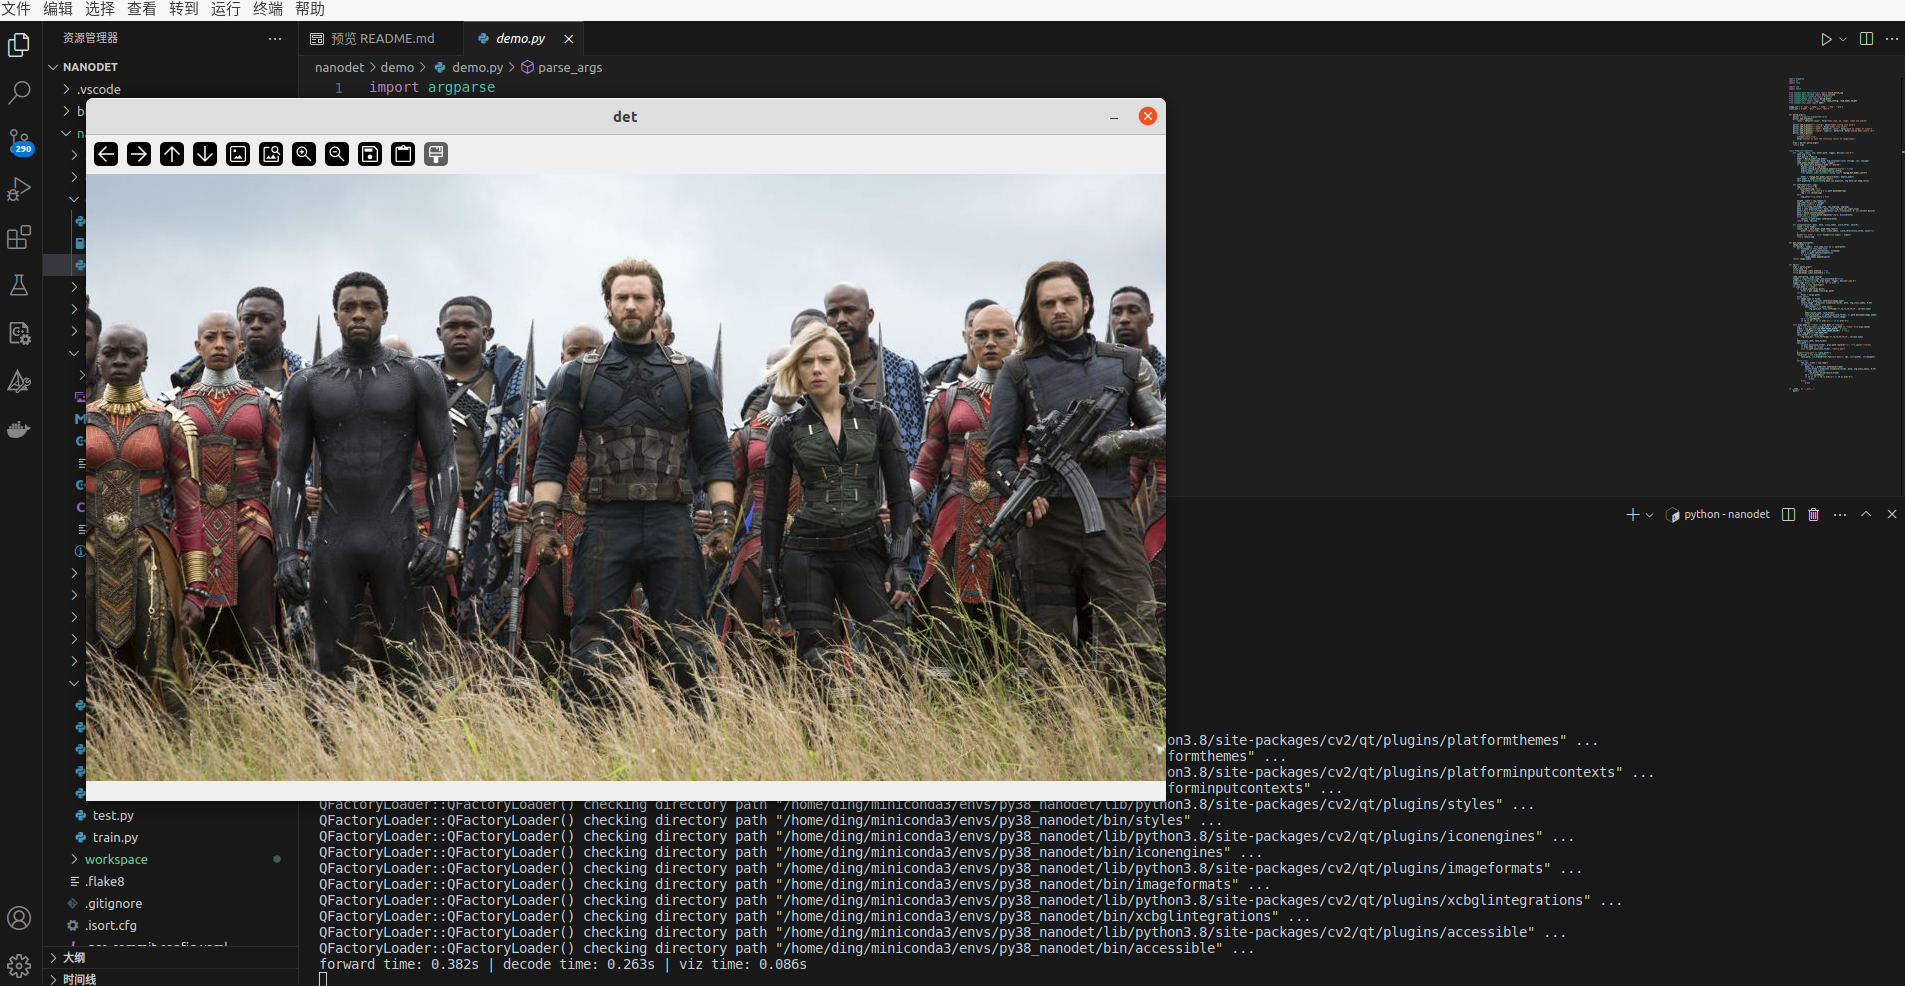 文件 编辑 选择 查看 转到 运行 终端 帮助
资源管理器
NANODET
.vscode
b
n
test.py
train.py
workspace
.flake8
.gitignore
.isort.cfg
大纲
时间线
290
预览 README.md
demo.py
nanodet > demo > demo.py > parse_args
1 import argparse
det
python - nanodet
on3.8/site-packages/cv2/qt/plugins/platformthemes" ...
formthemes" ...
on3.8/site-packages/cv2/qt/plugins/platforminputcontexts" ...
forminputcontexts" ...
QFactoryLoader::QFactoryLoader() checking directory path "/home/ding/miniconda3/envs/py38_nanodet/lib/python3.8/site-packages/cv2/qt/plugins/styles" ...
QFactoryLoader::QFactoryLoader() checking directory path "/home/ding/miniconda3/envs/py38_nanodet/bin/styles" ...
QFactoryLoader::QFactoryLoader() checking directory path "/home/ding/miniconda3/envs/py38_nanodet/lib/python3.8/site-packages/cv2/qt/plugins/iconengines" ...
QFactoryLoader::QFactoryLoader() checking directory path "/home/ding/miniconda3/envs/py38_nanodet/bin/iconengines" ...
QFactoryLoader::QFactoryLoader() checking directory path "/home/ding/miniconda3/envs/py38_nanodet/lib/python3.8/site-packages/cv2/qt/plugins/imageformats" ...
QFactoryLoader::QFactoryLoader() checking directory path "/home/ding/miniconda3/envs/py38_nanodet/bin/imageformats" ...
QFactoryLoader::QFactoryLoader() checking directory path "/home/ding/miniconda3/envs/py38_nanodet/lib/python3.8/site-packages/cv2/qt/plugins/xcbglintegrations" ...
QFactoryLoader::QFactoryLoader() checking directory path "/home/ding/miniconda3/envs/py38_nanodet/bin/xcbglintegrations" ...
QFactoryLoader::QFactoryLoader() checking directory path "/home/ding/miniconda3/envs/py38_nanodet/lib/python3.8/site-packages/cv2/qt/plugins/accessible" ...
QFactoryLoader::QFactoryLoader() checking directory path "/home/ding/miniconda3/envs/py38_nanodet/bin/accessible" ...
forward time: 0.382s | decode time: 0.263s | viz time: 0.086s